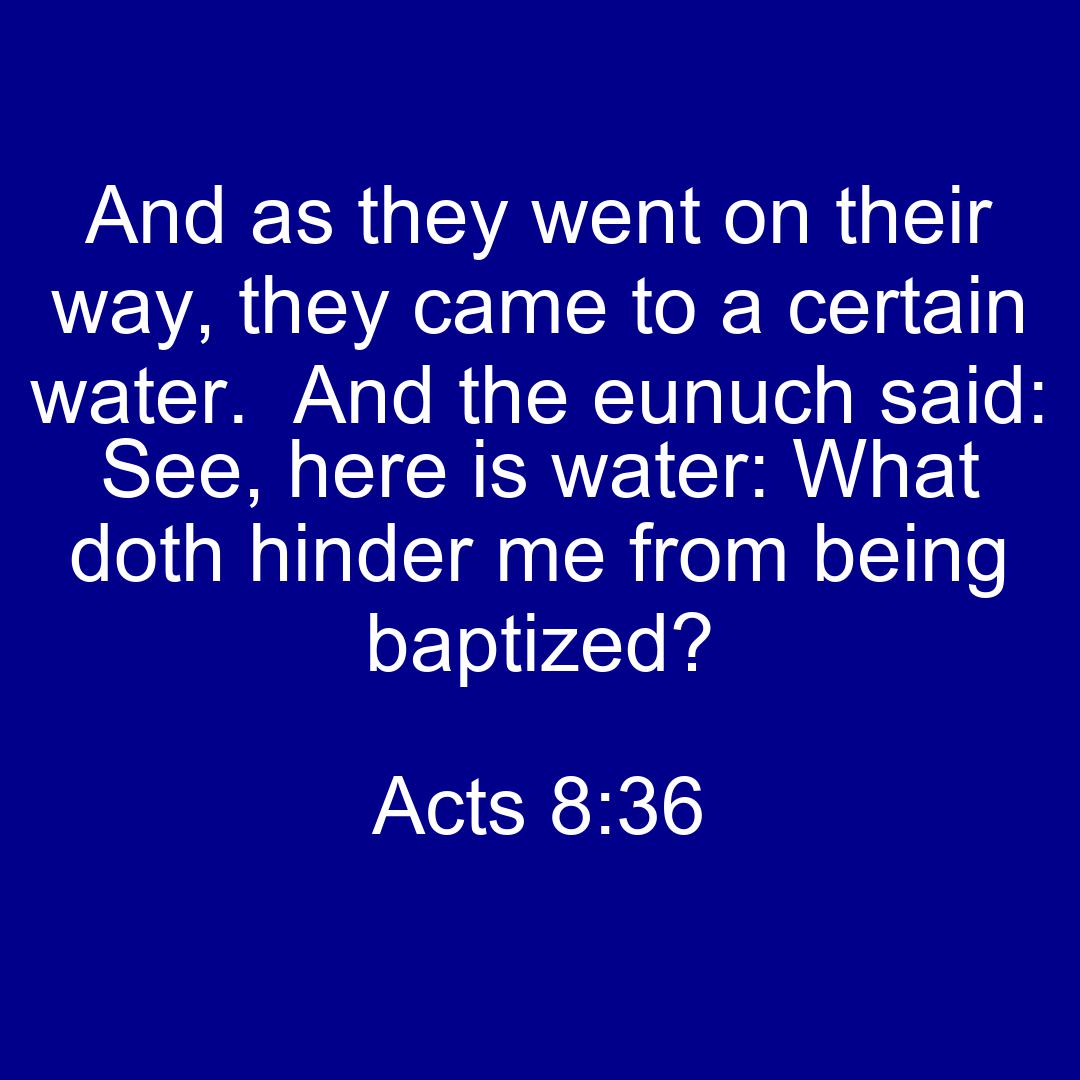 And as they went on their
way, they came to a certain
water.  And the eunuch said:
See, here is water: What
doth hinder me from being
baptized?
Acts 8:36